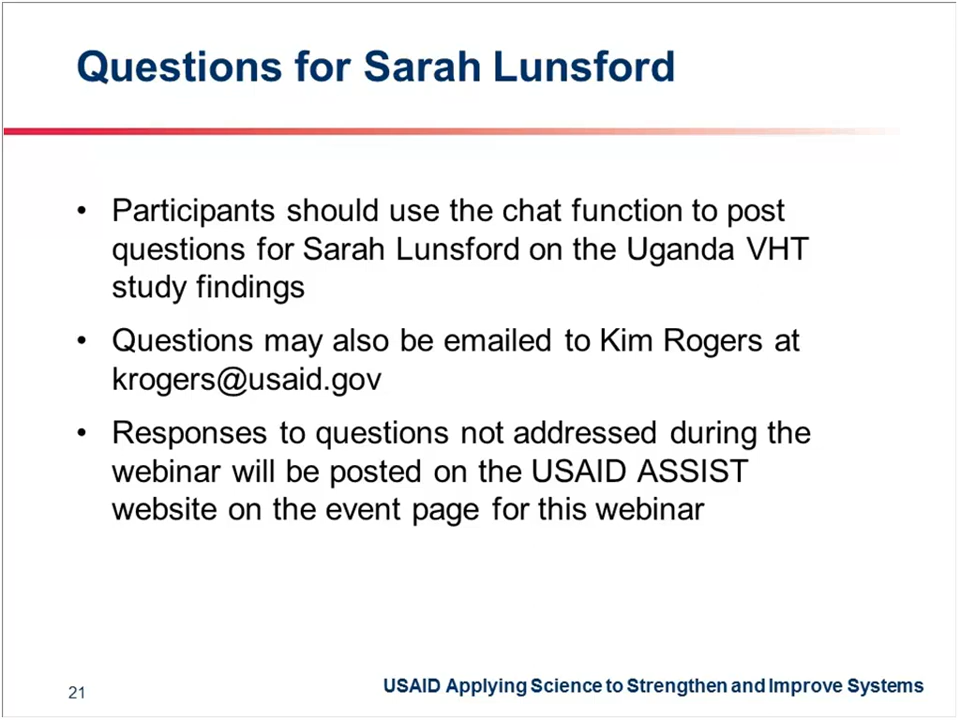 Questions for Sarah Lunsford
• Participants should use the chat function to post
questions for Sarah Lunsford on the Uganda VHT
study findings
• Questions may also be emailed to Kim Rogers at
krogers@usaid.gov
• Responses to questions not addressed during the
webinar will be posted on the USAID ASSIST
website on the event page for this webinar
21
USAID Applying Science to Strengthen and Improve Systems